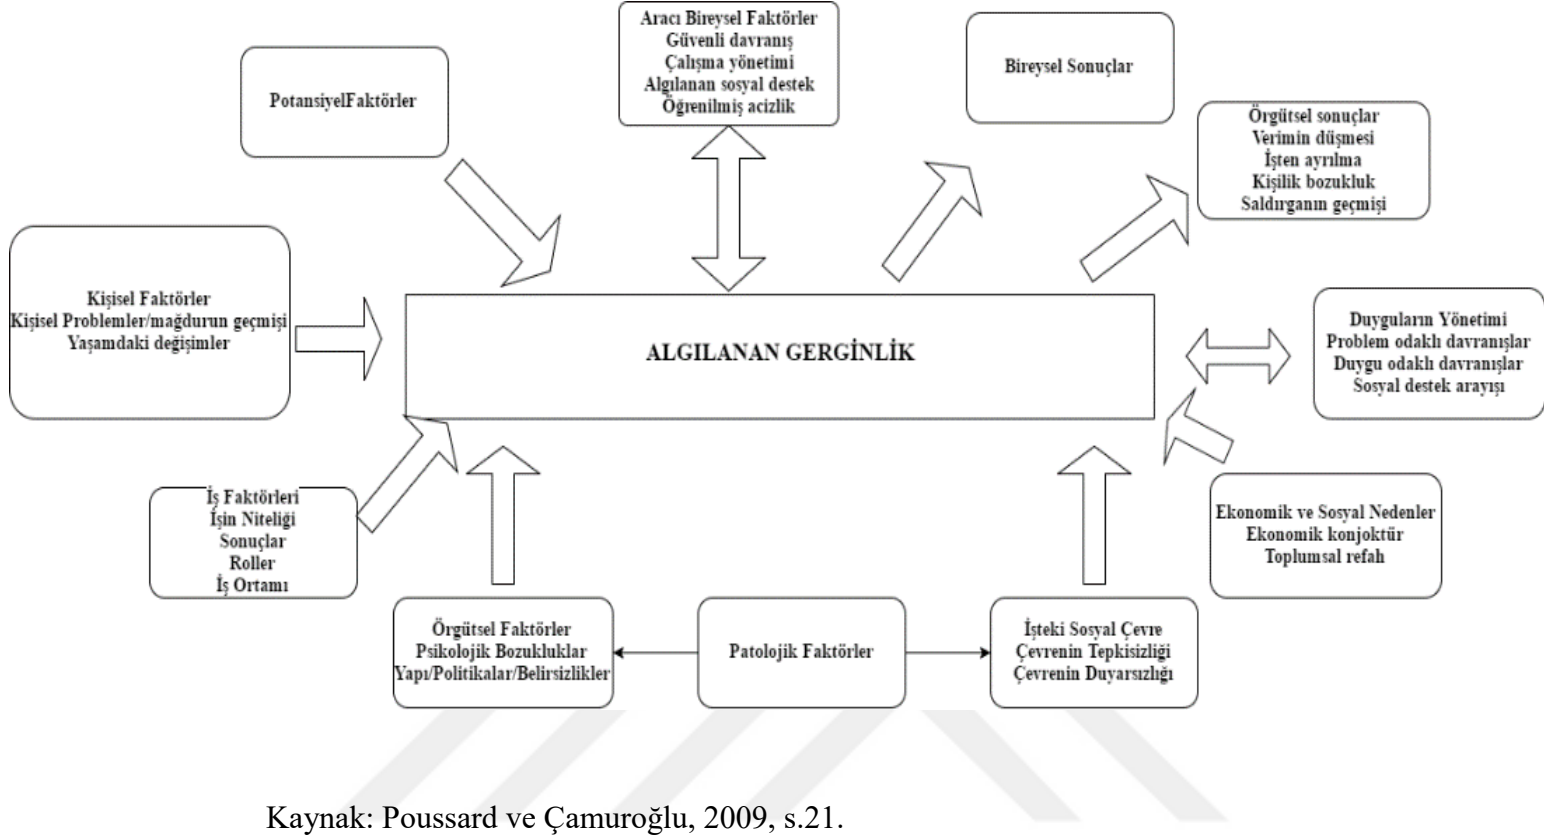 Aracı Bireysel Faktörler
Güvenli davranış
Çalışma yönetimi
Algılanan sosyal destek
Öğrenilmiş acizlik
Bireysel Sonuçlar
PotansiyelFaktörler
Örgütsel sonuçlar
Verimin düşmesi
İşten ayrılma
Kişilik bozukluk
Saldırganın geçmişi
Kişisel Faktörler
Kişisel Problemler/mağdurun geçmişi
Yaşamdaki değişimler
ALGILANAN GERGİNLİK
Duyguların Yönetimi
Problem odaklı davranışlar
Duygu odaklı davranışlar
Sosyal destek arayışı
İş Faktörleri
İşin Niteliği
Sonuçlar
Roller
İş Ortamı
Ekonomik ve Sosyal Nedenler
Ekonomik konjoktür
Toplumsal refah
Örgütsel Faktörler
Psikolojik Bozukluklar
Yapı/Politikalar/Belirsizlikler
Patolojik Faktörler
İşteki Sosyal Çevre
Çevrenin Tepkisizliği
Çevrenin Duyarsızlığı
Kaynak: Poussard ve Çamuroğlu, 2009, s.21.